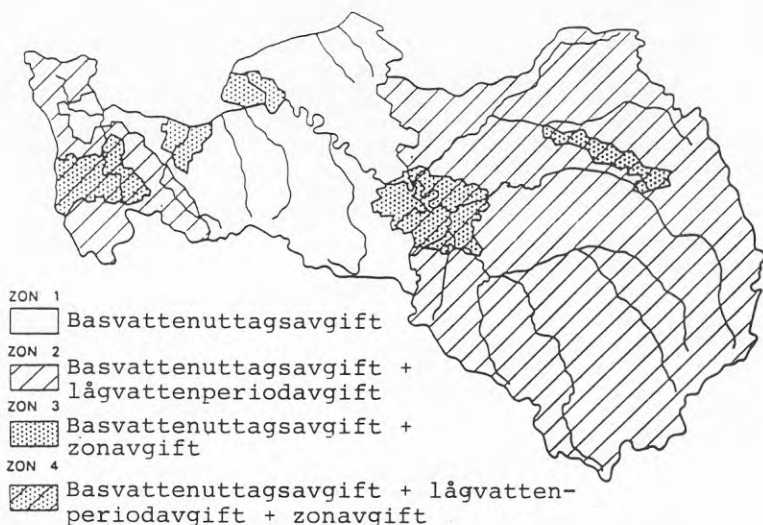 ZON 1
Basvattenuttagsavgift
ZON 2
Basvattenuttagsavgift +
lågvattenperiodavgift
ZON 3
Basvattenuttagsavgift +
zonavgift
ZON 4
Basvattenuttagsavgift + lågvatten-
periodavgift + zonavgift